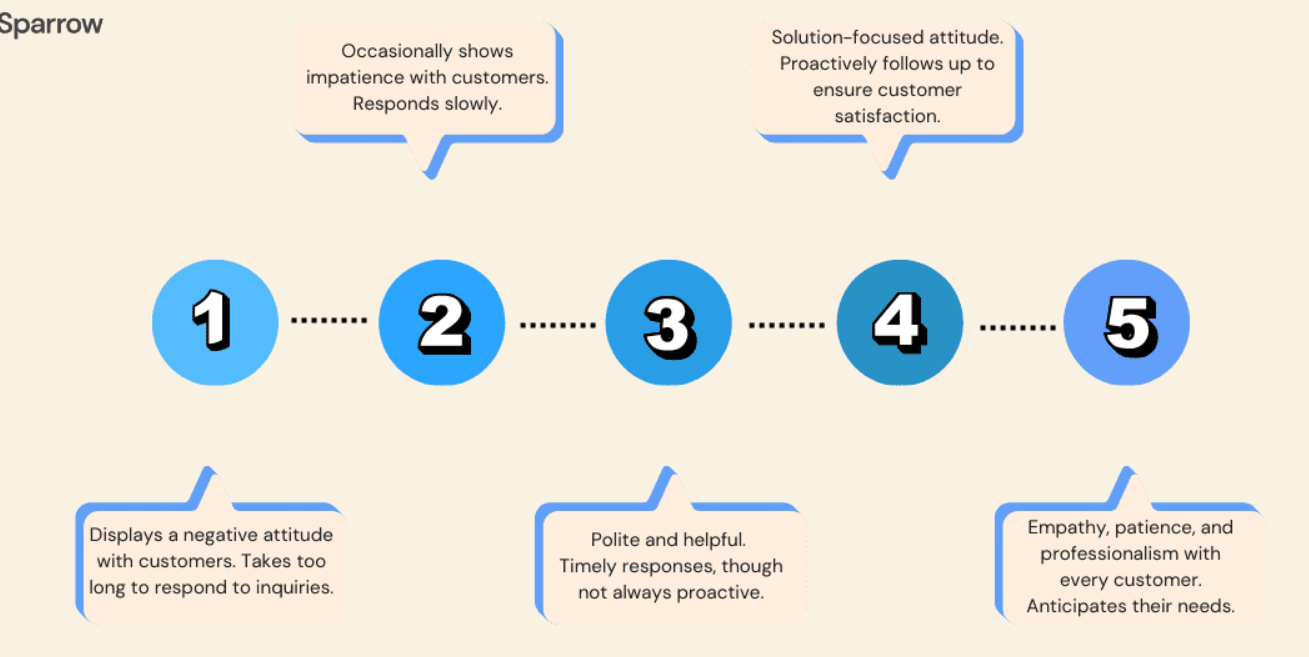 Sparrow
Occasionally shows
impatience with customers.
Responds slowly.
Solution-focused attitude.
Proactively follows up to
ensure customer
satisfaction.
1
2
3
4
5
Displays a negative attitude
with customers. Takes too
long to respond to inquiries.
Polite and helpful.
Timely responses, though
not always proactive.
Empathy, patience, and
professionalism with
every customer.
Anticipates their needs.